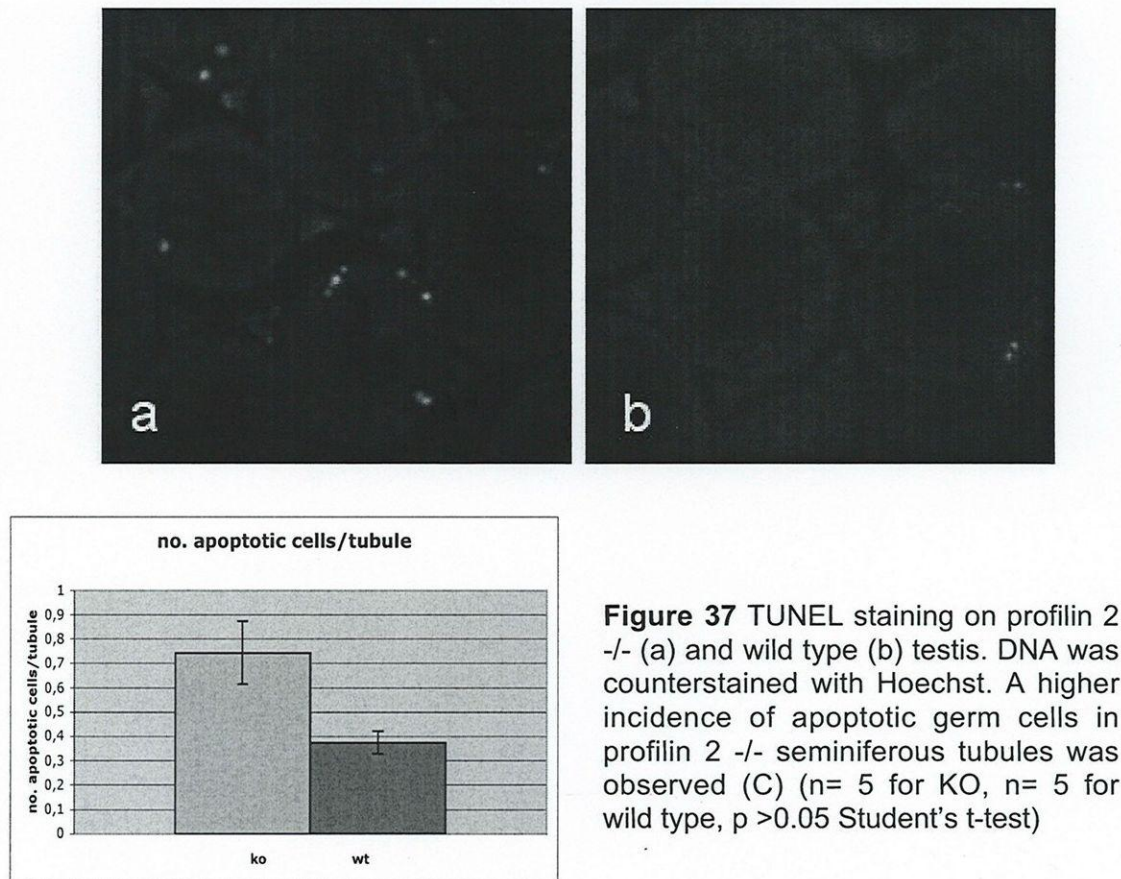 a
b
no. apoptotic cells/tubule
no. apoptotic cells/tubule
1
0,9
0,8
0,7
0,6
0,5
0,4
0,3
0,2
0,1
0
ko wt
Figure 37 TUNEL staining on profilin 2
-/- (a) and wild type (b) testis. DNA was
counterstained with Hoechst. A higher
incidence of apoptotic germ cells in
profilin 2 -/- seminiferous tubules was
observed (C) (n= 5 for KO, n= 5 for
wild type, p >0.05 Student's t-test)